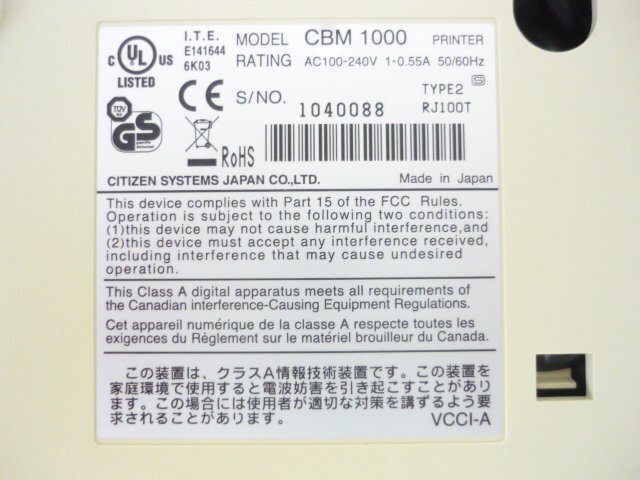 C UL US
LISTED
I.T.E.
E141644
6K03
MODEL CBM 1000 PRINTER
RATING AC100-240V 1-0.55A 50/60Hz
CE S/NO. 1040088
TYPE2 S
RJ100T
TÜV
GS
RoHS
CITIZEN SYSTEMS JAPAN CO.,LTD. Made in Japan
This device complies with Part 15 of the FCC Rules.
Operation is subject to the following two conditions:
(1)this device may not cause harmful interference,and
(2)this device must accept any interference received,
including interference that may cause undesired
operation.
This Class A digital apparatus meets all requirements of
the Canadian interference-Causing Equipment Regulations.
Cet appareil numérique de la classe A respecte toutes les
exigences du Règlement sur le matériel brouilleur du Canada.
この装置は、クラスA情報技術装置です。この装置を
家庭環境で使用すると電波妨害を引き起こすことがあり
ます。この場合には使用者が適切な対策を講ずるよう要
求されることがあります。 VCCI-A